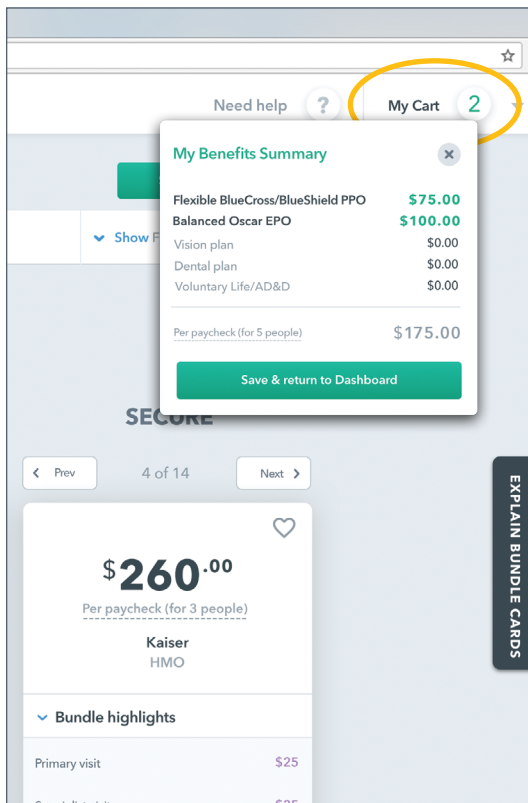 Need help ? My Cart 2
My Benefits Summary
Flexible BlueCross/BlueShield PPO $75.00
Balanced Oscar EPO $100.00
Show F
Vision plan $0.00
Dental plan $0.00
Voluntary Life/AD&D $0.00
Per paycheck (for 5 people) $175.00
Save & return to Dashboard
SECURE
Prev 4 of 14 Next
$260.00
Per paycheck (for 3 people)
Kaiser
HMO
EXPLAIN BUNDLE CARDS
Bundle highlights
Primary visit $25